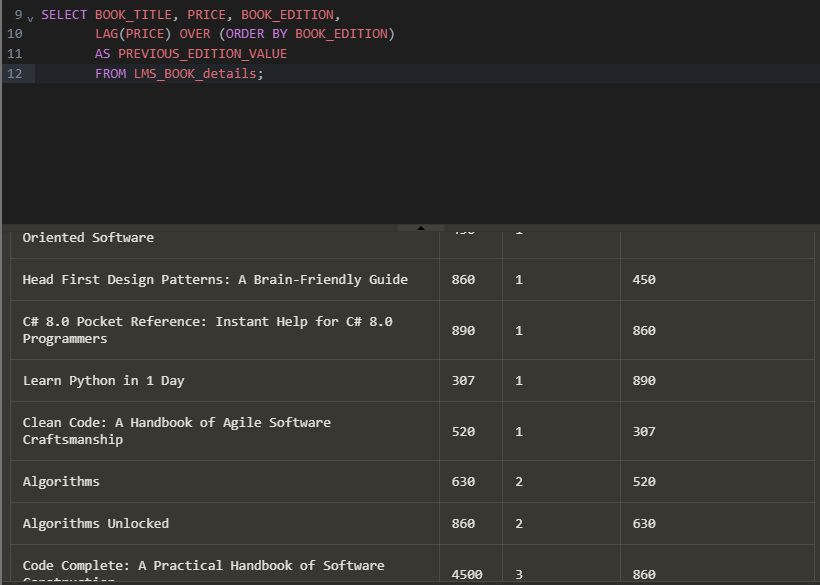 9 SELECT BOOK_TITLE, PRICE, BOOK_EDITION,
10 LAG(PRICE) OVER (ORDER BY BOOK_EDITION)
11 AS PREVIOUS_EDITION_VALUE
12 FROM LMS_BOOK_details;
Oriented Software
Head First Design Patterns: A Brain-Friendly Guide 860 1 450
C# 8.0 Pocket Reference: Instant Help for C# 8.0
Programmers 890 1 860
Learn Python in 1 Day 307 1 890
Clean Code: A Handbook of Agile Software
Craftsmanship 520 1 307
Algorithms 630 2 520
Algorithms Unlocked 860 2 630
Code Complete: A Practical Handbook of Software
4500 3 860